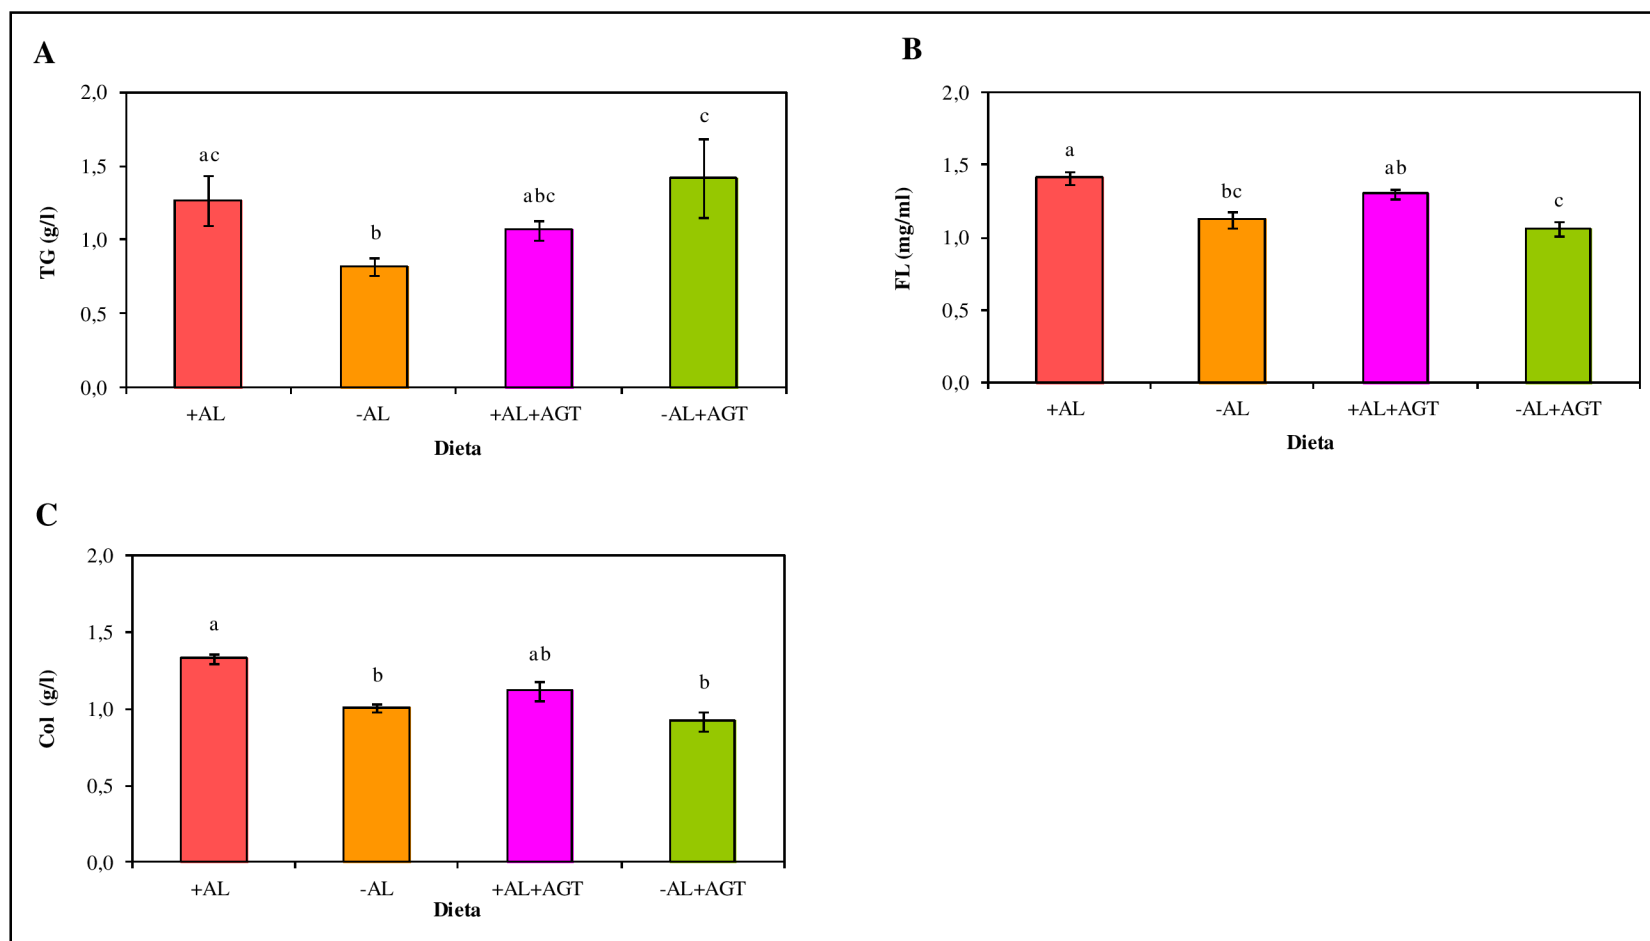 A
2,0
1,5
1,0
0,5
0,0
TG (g/l)
ac
b
abc
c
+AL
-AL
+AL+AGT
-AL+AGT
Dieta
B
2,0
1,5
1,0
0,5
0,0
FL (mg/ml)
a
bc
ab
c
+AL
-AL
+AL+AGT
-AL+AGT
Dieta
C
2,0
1,5
1,0
0,5
0,0
Col (g/l)
a
b
ab
b
+AL
-AL
+AL+AGT
-AL+AGT
Dieta